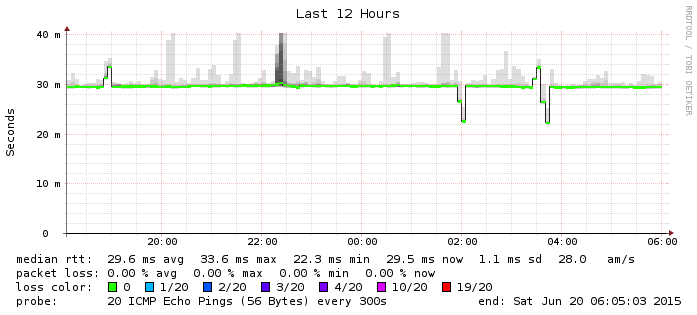 Last 12 Hours
RRDTOOL / TOBI OETIKER
Seconds
40 m
30 m
20 m
10 m
0
20:00 22:00 00:00 02:00 04:00 06:00
median rtt: 29.6 ms avg 33.6 ms max 22.3 ms min 29.5 ms now 1.1 ms sd 28.0 am/s
packet loss: 0.00 % avg 0.00 % max 0.00 % min 0.00 % now
loss color: 0 1/20 2/20 3/20 4/20 10/20 19/20
probe: 20 ICMP Echo Pings (56 Bytes) every 300s end: Sat Jun 20 06:05:03 2015